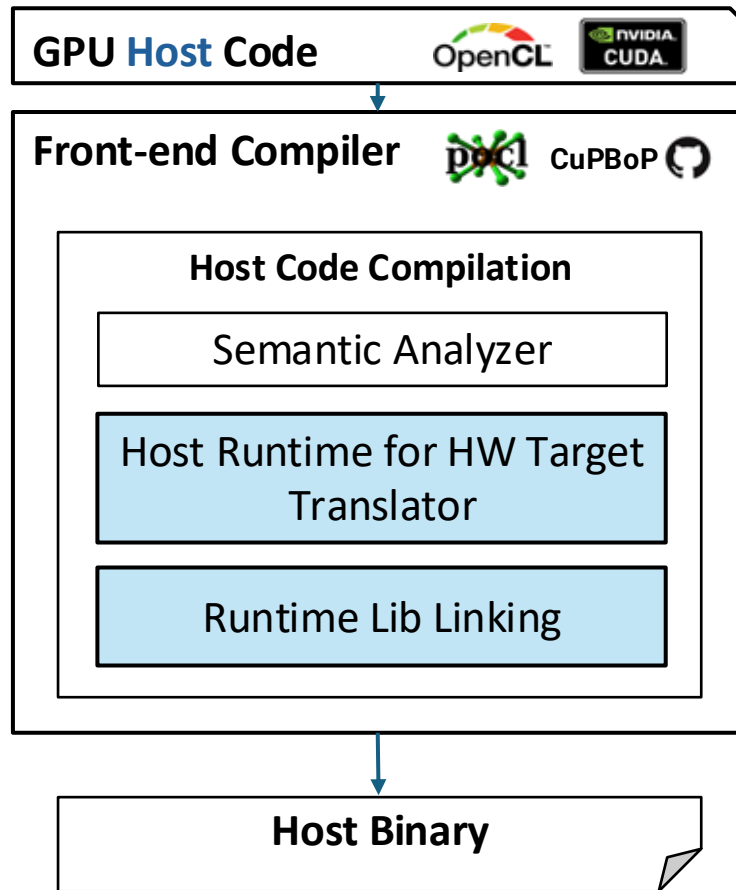 GPU Host Code OpenCL NVIDIA. CUDA.
Front-end Compiler pocl CuPBoP
Host Code Compilation
Semantic Analyzer
Host Runtime for HW Target
Translator
Runtime Lib Linking
Host Binary